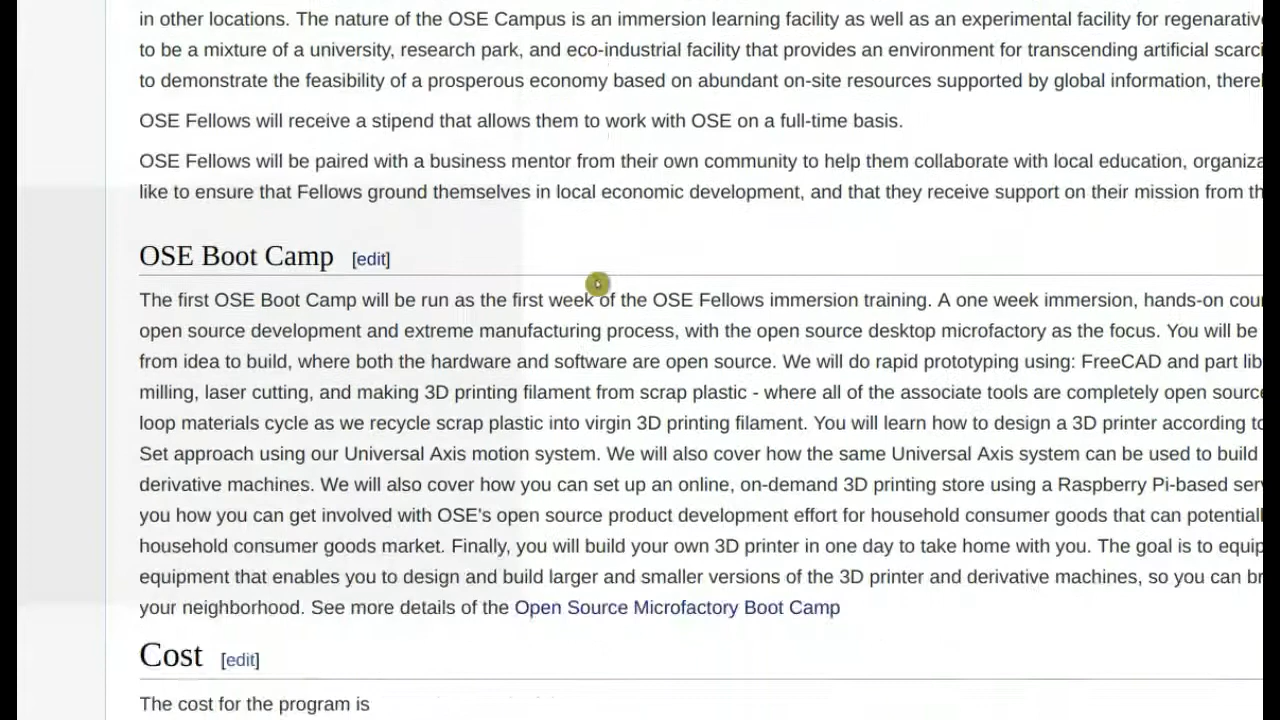 in other locations. The nature of the OSE Campus is an immersion learning facility as well as an experimental facility for regenarativ
to be a mixture of a university, research park, and eco-industrial facility that provides an environment for transcending artificial scarci
to demonstrate the feasibility of a prosperous economy based on abundant on-site resources supported by global information, there
OSE Fellows will receive a stipend that allows them to work with OSE on a full-time basis.
OSE Fellows will be paired with a business mentor from their own community to help them collaborate with local education, organiza
like to ensure that Fellows ground themselves in local economic development, and that they receive support on their mission from th
OSE Boot Camp [edit]
The first OSE Boot Camp will be run as the first week of the OSE Fellows immersion training. A one week immersion, hands-on cou
open source development and extreme manufacturing process, with the open source desktop microfactory as the focus. You will be
from idea to build, where both the hardware and software are open source. We will do rapid prototyping using: FreeCAD and part lib
milling, laser cutting, and making 3D printing filament from scrap plastic - where all of the associate tools are completely open source
loop materials cycle as we recycle scrap plastic into virgin 3D printing filament. You will learn how to design a 3D printer according to
Set approach using our Universal Axis motion system. We will also cover how the same Universal Axis system can be used to build
derivative machines. We will also cover how you can set up an online, on-demand 3D printing store using a Raspberry Pi-based ser
you how you can get involved with OSE's open source product development effort for household consumer goods that can potentiall
household consumer goods market. Finally, you will build your own 3D printer in one day to take home with you. The goal is to equip
equipment that enables you to design and build larger and smaller versions of the 3D printer and derivative machines, so you can br
your neighborhood. See more details of the Open Source Microfactory Boot Camp
Cost [edit]
The cost for the program is